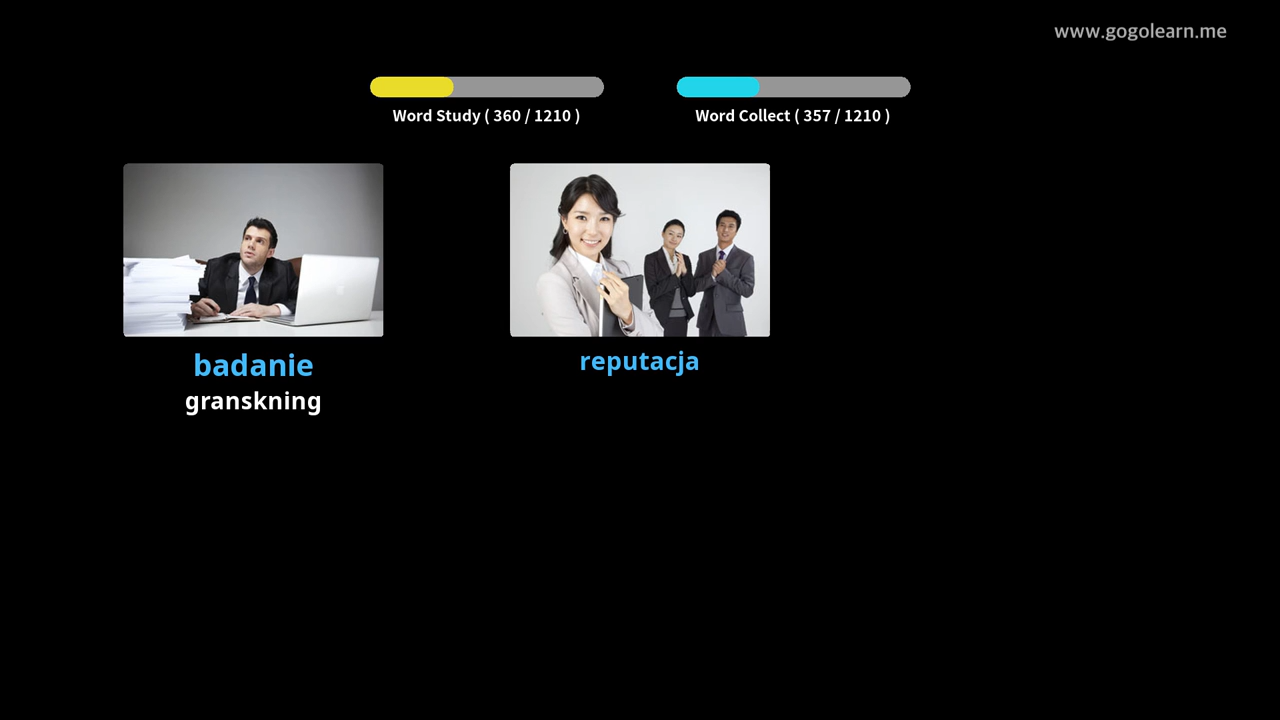 www.gogolearn.me
Word Study ( 360 / 1210 )
Word Collect ( 357 / 1210 )
badanie
granskning
reputacja